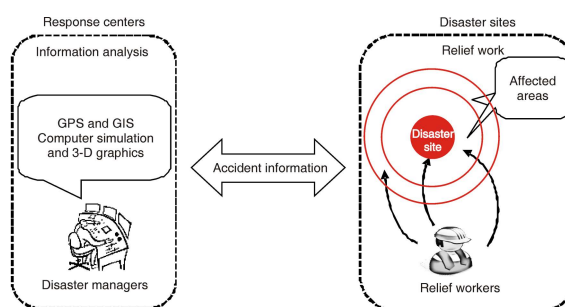 Response centers
Information analysis
GPS and GIS
Computer simulation
and 3-D graphics
Disaster managers
Accident information
Disaster sites
Relief work
Affected
areas
Disaster
site
Relief workers